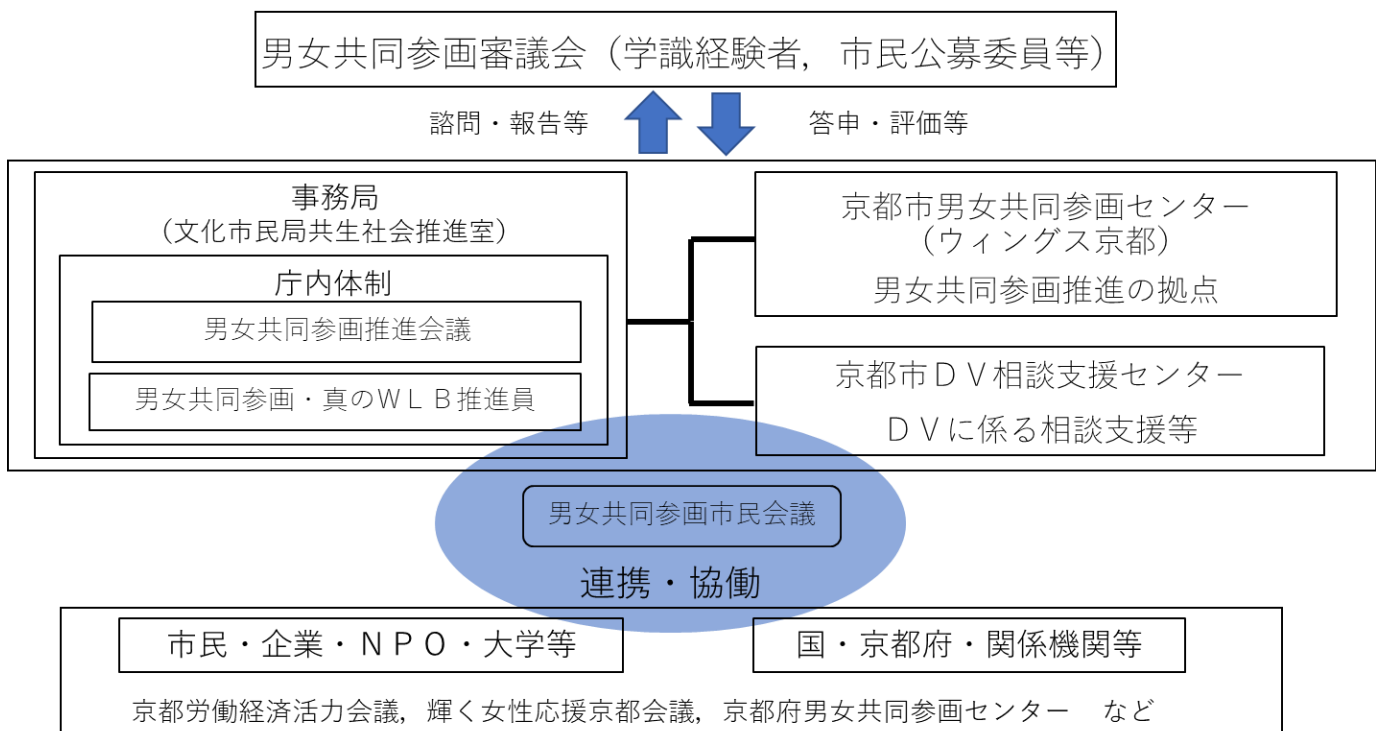 男女共同参画審議会（学識経験者，市民公募委員等）
諮問・報告等
答申・評価等
事務局
（文化市民局共生社会推進室）
庁内体制
男女共同参画推進会議
男女共同参画・真のＷＬＢ推進員
京都市男女共同参画センター
（ウィングス京都）
男女共同参画推進の拠点
京都市ＤＶ相談支援センター
ＤＶに係る相談支援等
男女共同参画市民会議
連携・協働
市民・企業・ＮＰＯ・大学等
国・京都府・関係機関等
京都労働経済活力会議，輝く女性応援京都会議，京都府男女共同参画センター　など